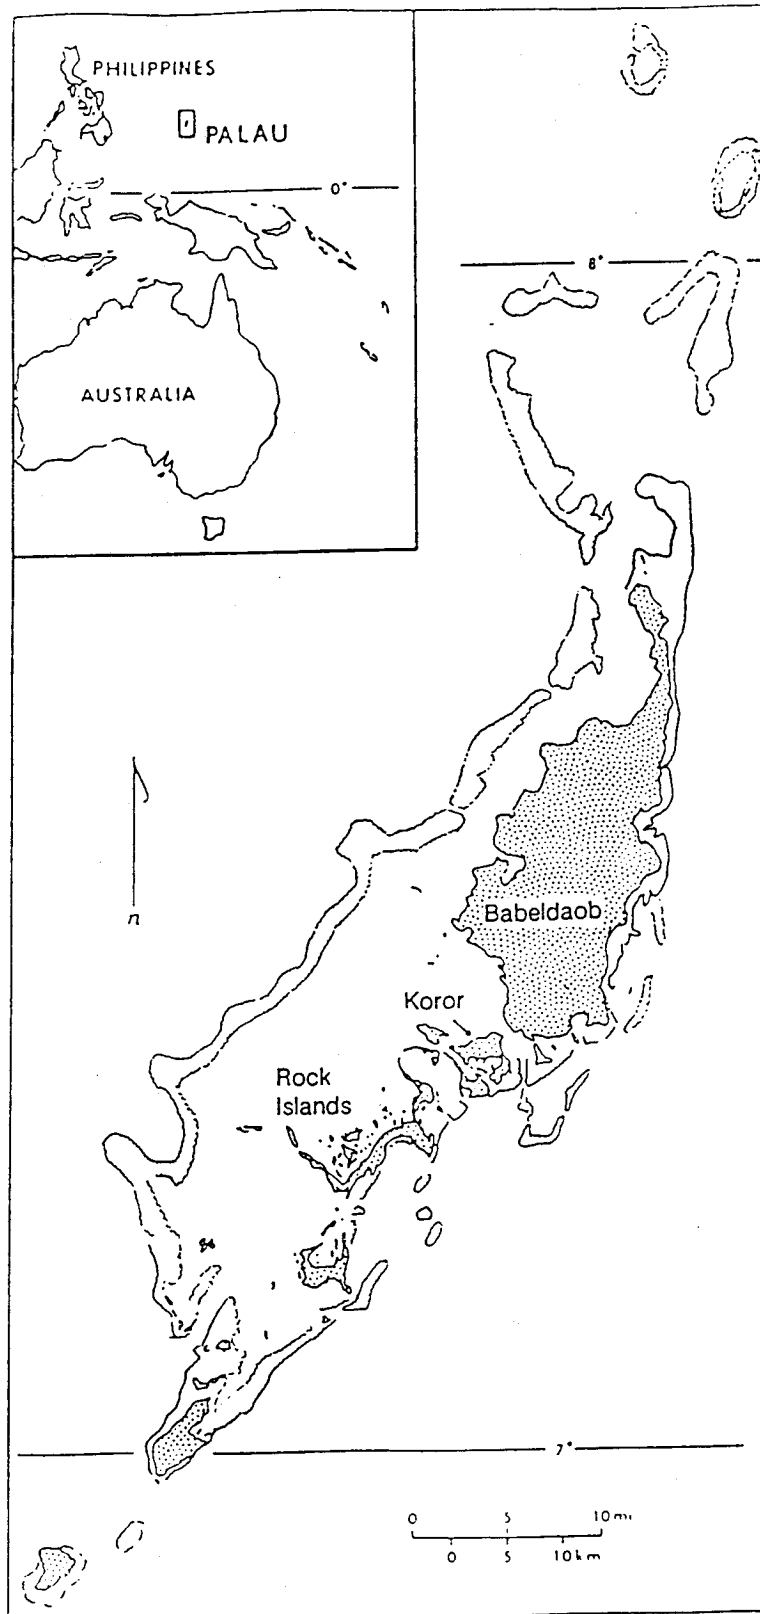 PHILIPPINES
PALAU
0°
AUSTRALIA
8°
n
Babeldaob
Koror
Rock
Islands
7°
0 5 10 mi
0 5 10 km